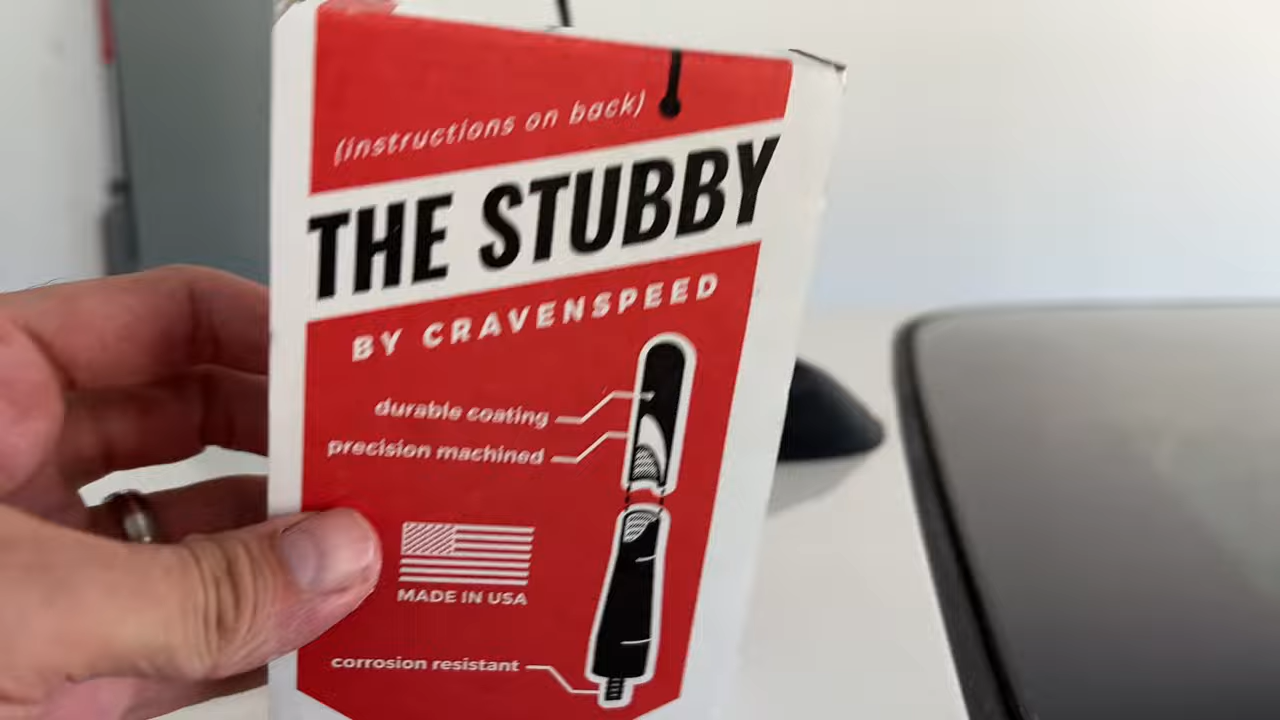 (instructions on back)
THE STUBBY
BY CRAVENSPEED
durable coating
precision machined
MADE IN USA
corrosion resistant